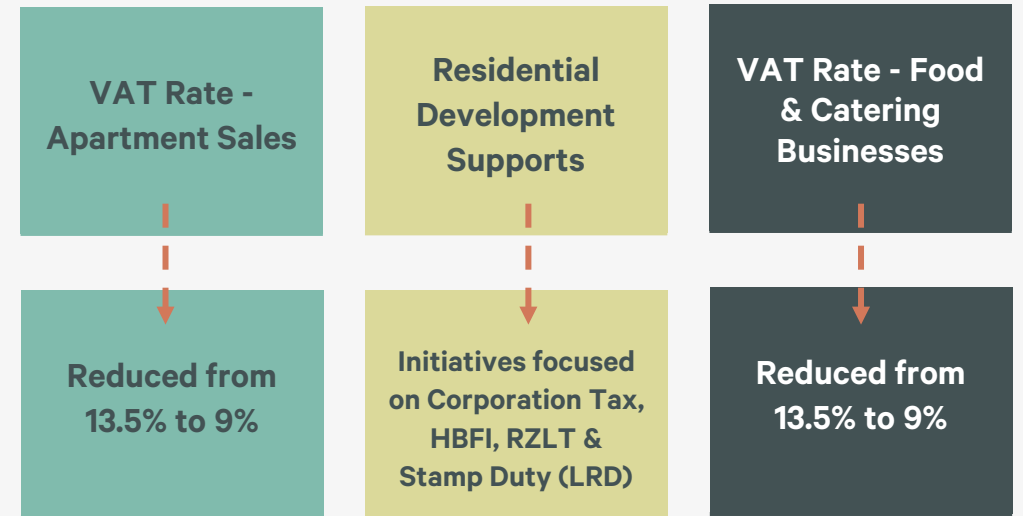 VAT Rate -
Apartment Sales
Reduced from
13.5% to 9%
Residential
Development
Supports
Initiatives focused
on Corporation Tax,
HBFI, RZLT &
Stamp Duty (LRD)
VAT Rate - Food
& Catering
Businesses
Reduced from
13.5% to 9%